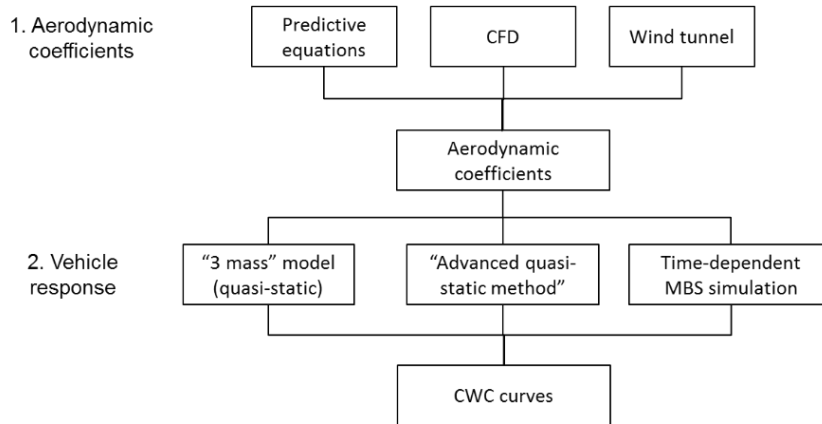 1. Aerodynamic
coefficients
Predictive
equations
CFD
Wind tunnel
Aerodynamic
coefficients
2. Vehicle
response
“3 mass” model
(quasi-static)
“Advanced quasi-
static method”
Time-dependent
MBS simulation
CWC curves